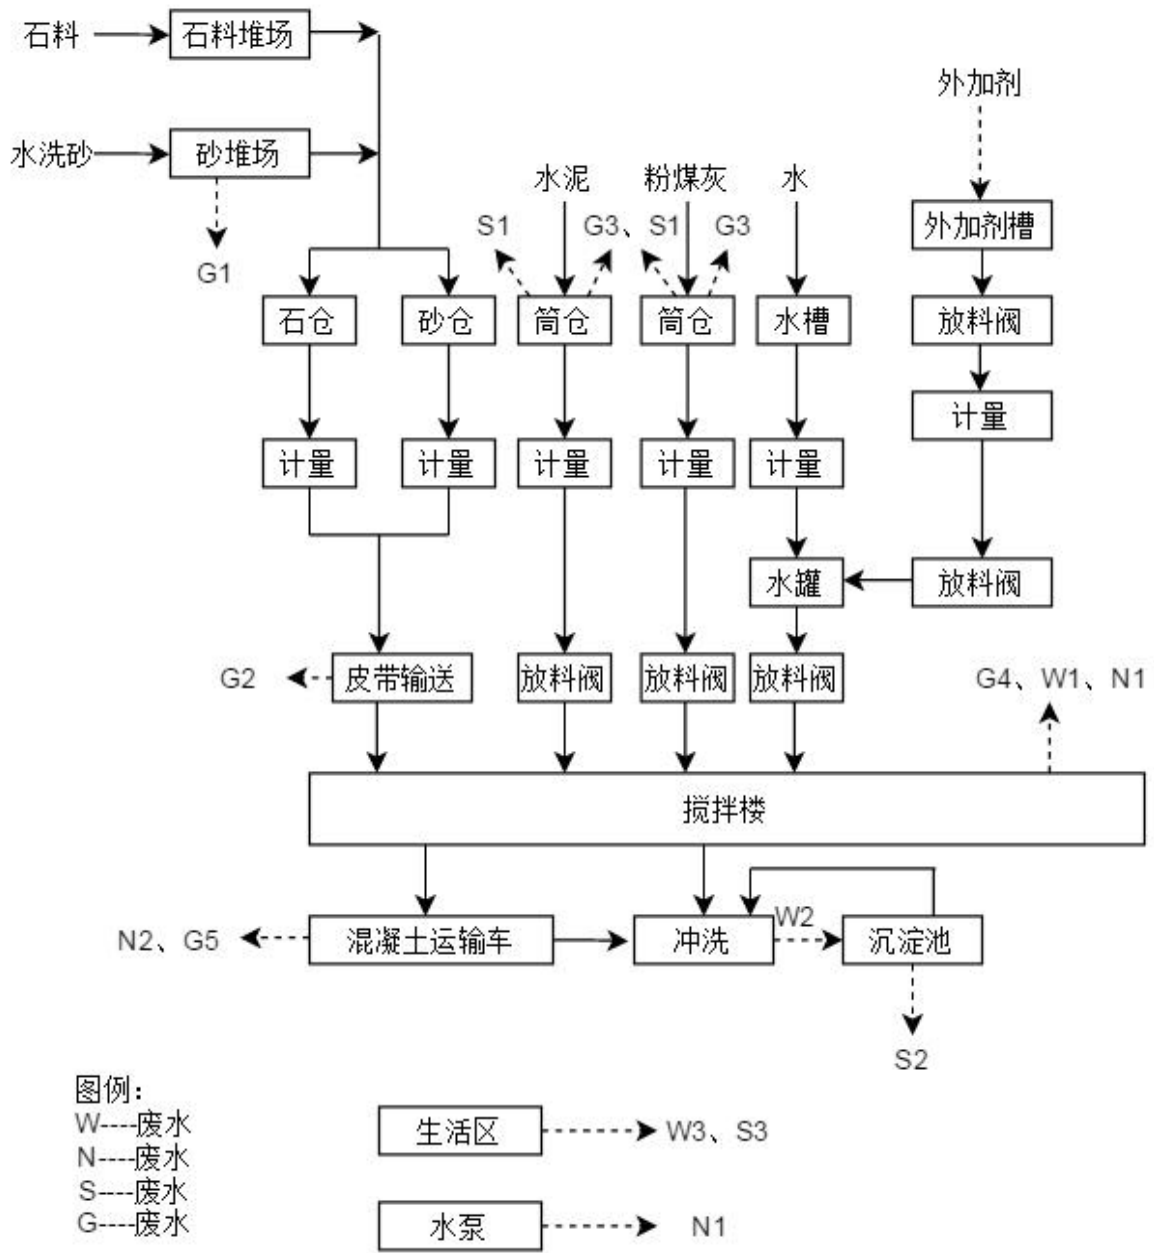 石料
石料堆场
外加剂
水洗砂
砂堆场
水泥
粉煤灰
水
外加剂槽
S1
G3、S1
G3
G1
石仓
砂仓
筒仓
筒仓
水槽
放料阀
计量
计量
计量
计量
计量
计量
水罐
放料阀
G2
皮带输送
放料阀
放料阀
放料阀
G4、W1、N1
搅拌楼
N2、G5
混凝土运输车
冲洗
W2
沉淀池
S2
图例：
W----废水
N----废水
S----废水
G----废水
生活区
W3、S3
水泵
N1